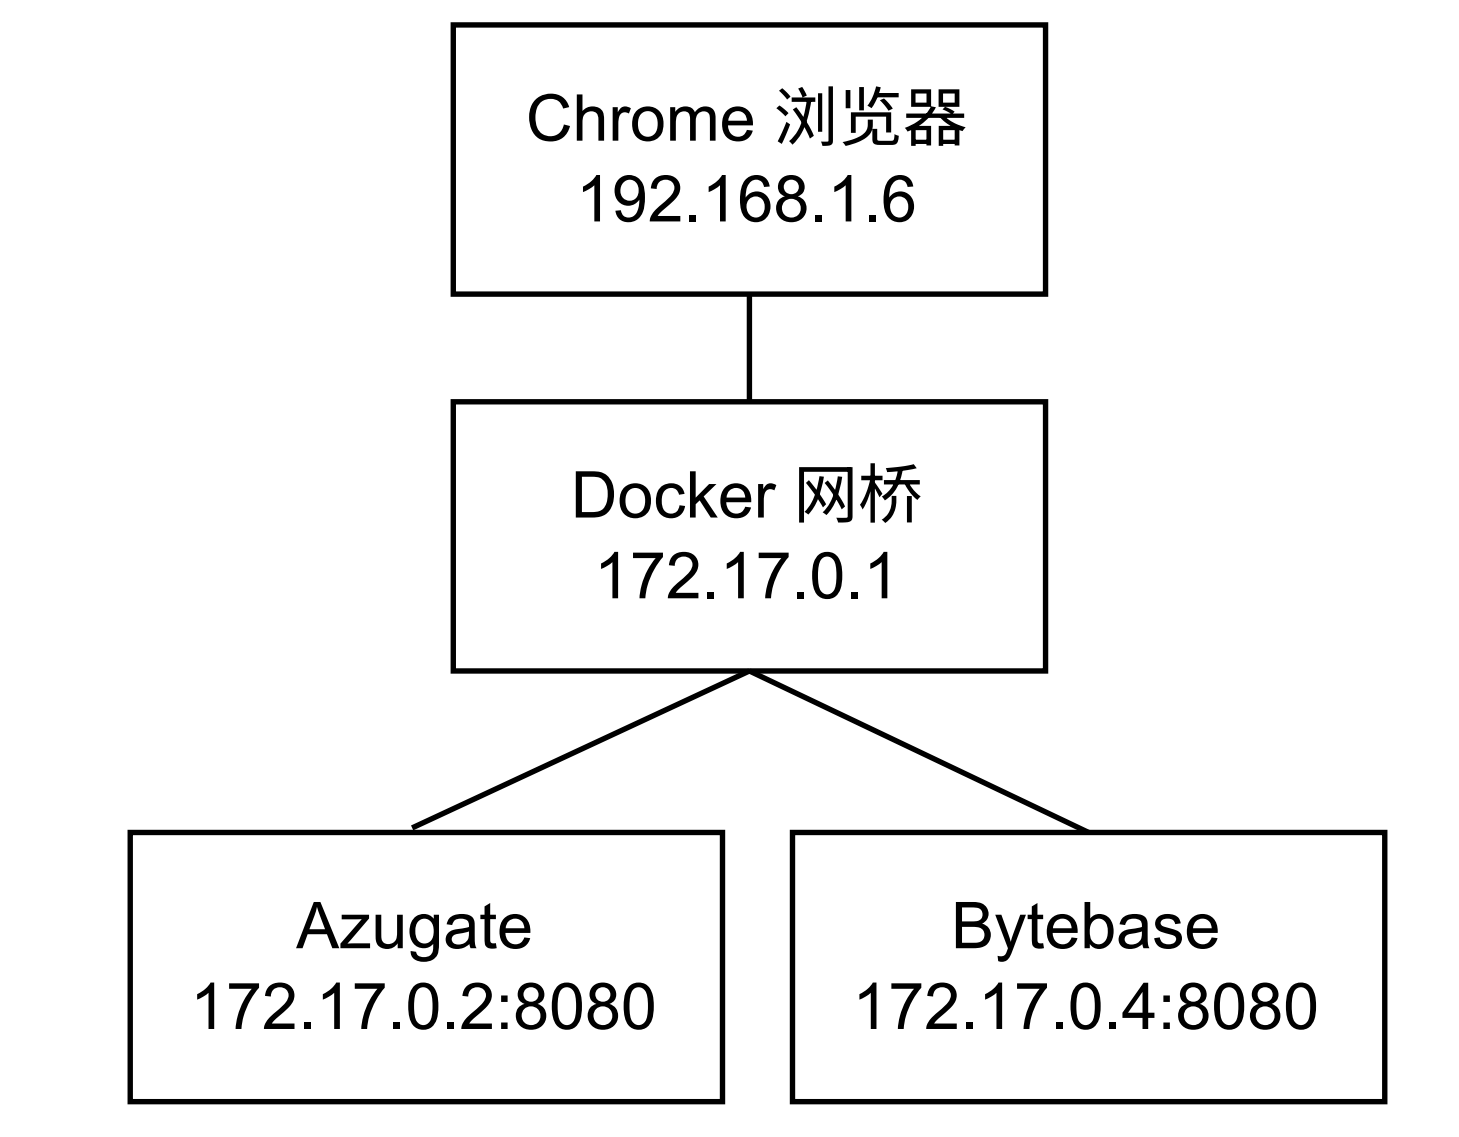 Chrome 浏览器
192.168.1.6
Docker 网桥
172.17.0.1
Azugate
172.17.0.2:8080
Bytebase
172.17.0.4:8080